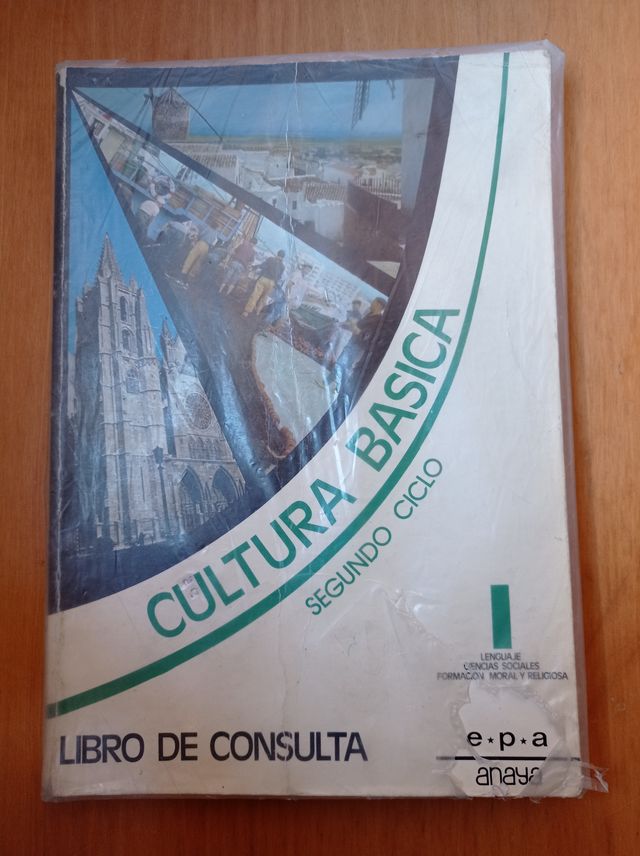 CULTURA BASICA
SEGUNDO CICLO
I
LENGUAJE
CIENCIAS SOCIALES
FORMACION MORAL Y RELIGIOSA
LIBRO DE CONSULTA
e★p★a
anaya